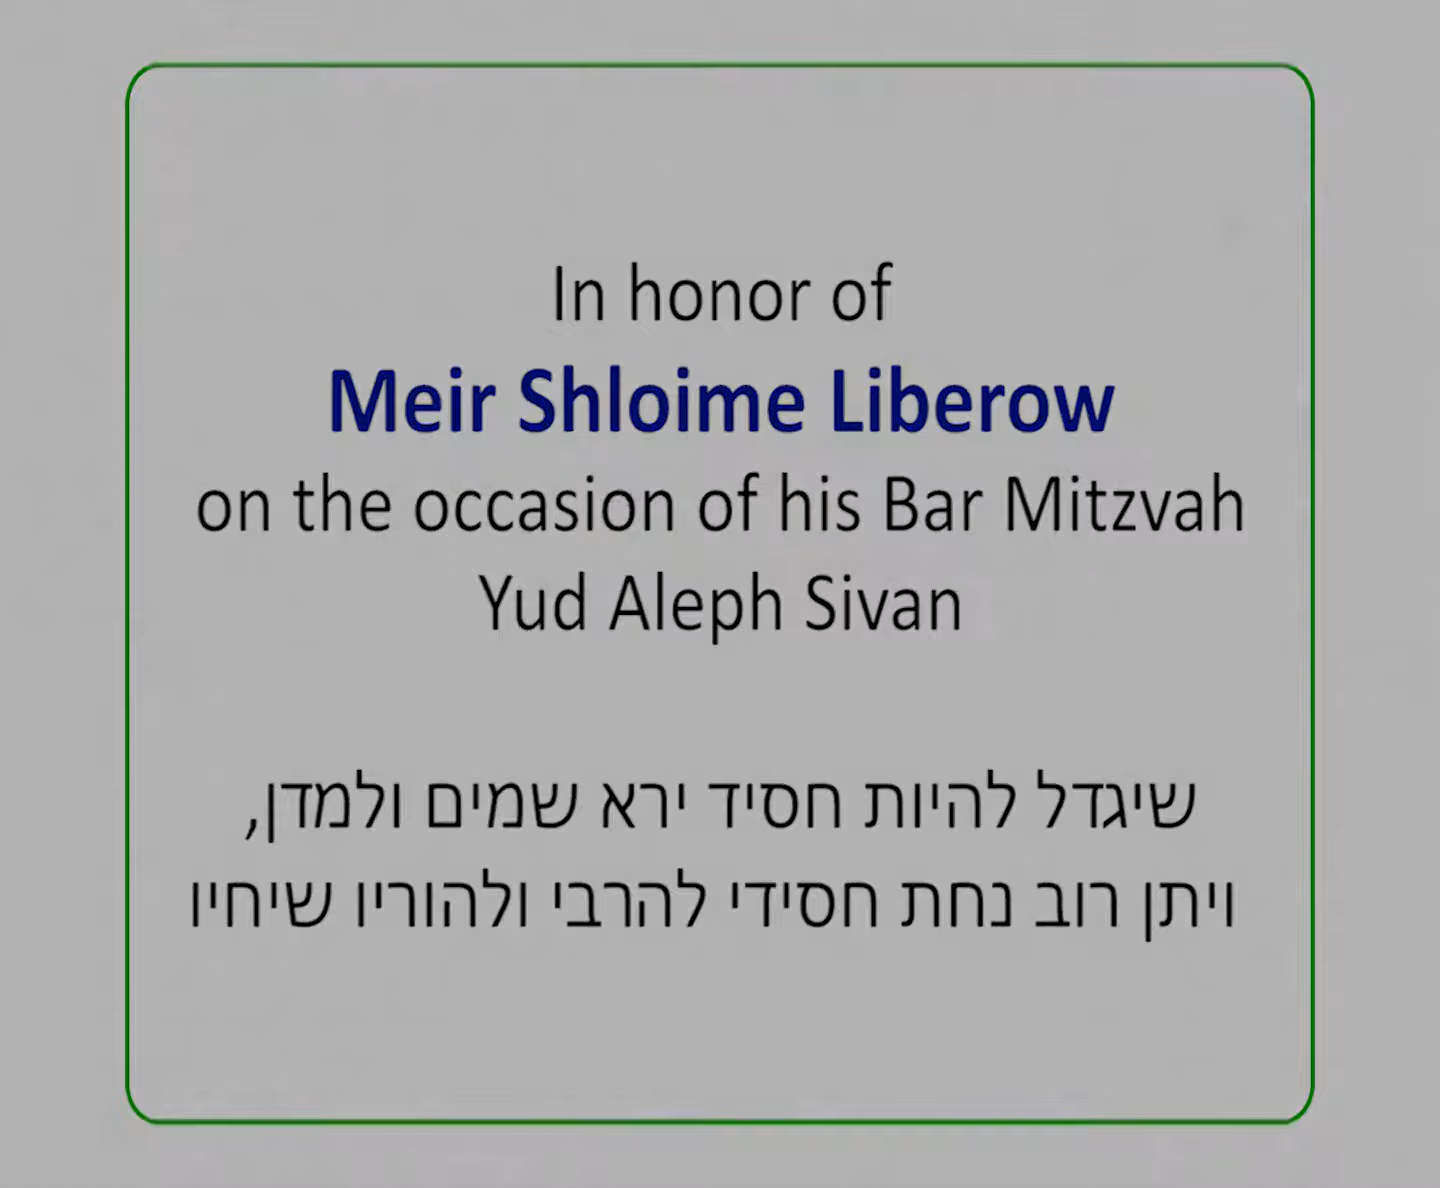 In honor of
Meir Shloime Liberow
on the occasion of his Bar Mitzvah
Yud Aleph Sivan
שיגדל להיות חסיד ירא שמים ולמדן,
ויתן רוב נחת חסידי להרבי ולהוריו שיחיו